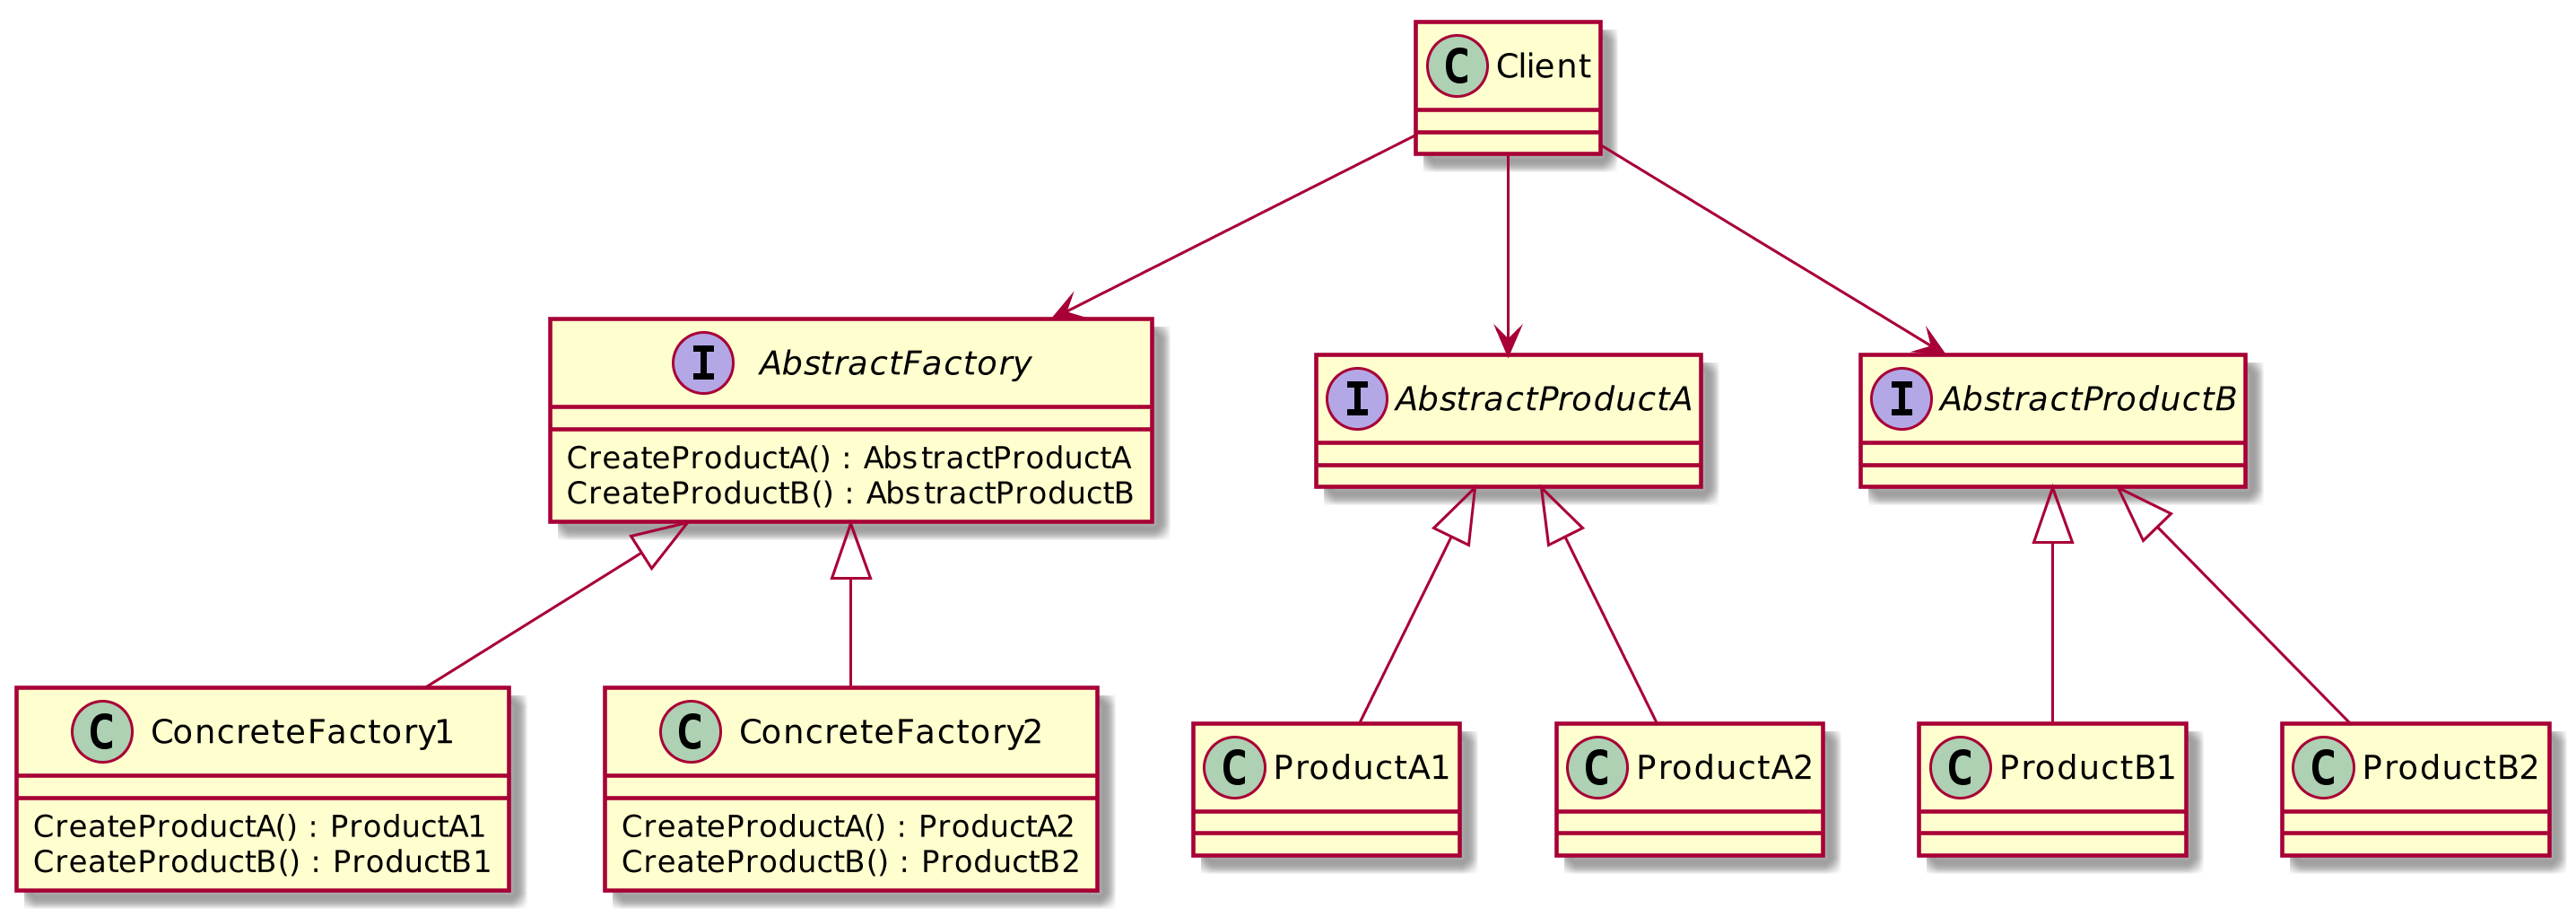 C Client
I AbstractFactory
CreateProductA() : AbstractProductA
CreateProductB() : AbstractProductB
I AbstractProductA
I AbstractProductB
C ConcreteFactory1
CreateProductA() : ProductA1
CreateProductB() : ProductB1
C ConcreteFactory2
CreateProductA() : ProductA2
CreateProductB() : ProductB2
C ProductA1
C ProductA2
C ProductB1
C ProductB2